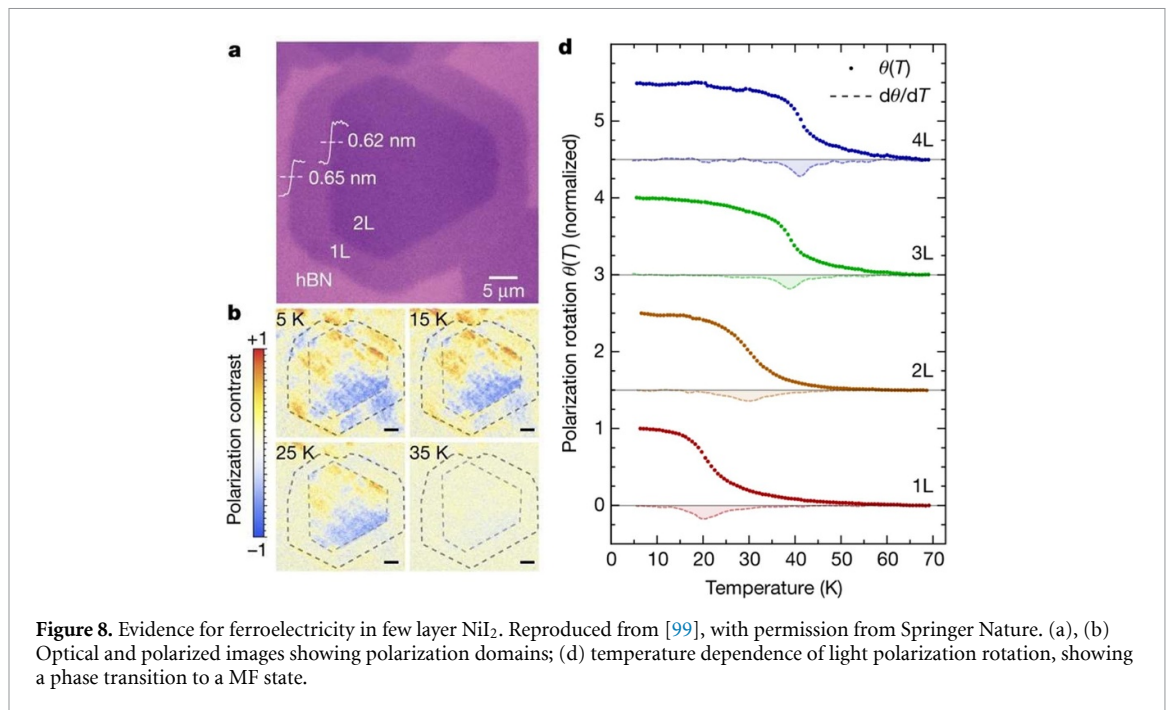 a
0.62 nm
0.65 nm
2L
1L
hBN
5 μm
b
5 K
15 K
25 K
35 K
+1
Polarization contrast
−1
d
θ(T)
dθ/dT
4L
3L
2L
1L
5
4
3
2
1
0
Polarization rotation θ(T) (normalized)
0 10 20 30 40 50 60 70
Temperature (K)
Figure 8. Evidence for ferroelectricity in few layer NiI₂. Reproduced from [99], with permission from Springer Nature. (a), (b)
Optical and polarized images showing polarization domains; (d) temperature dependence of light polarization rotation, showing
a phase transition to a MF state.